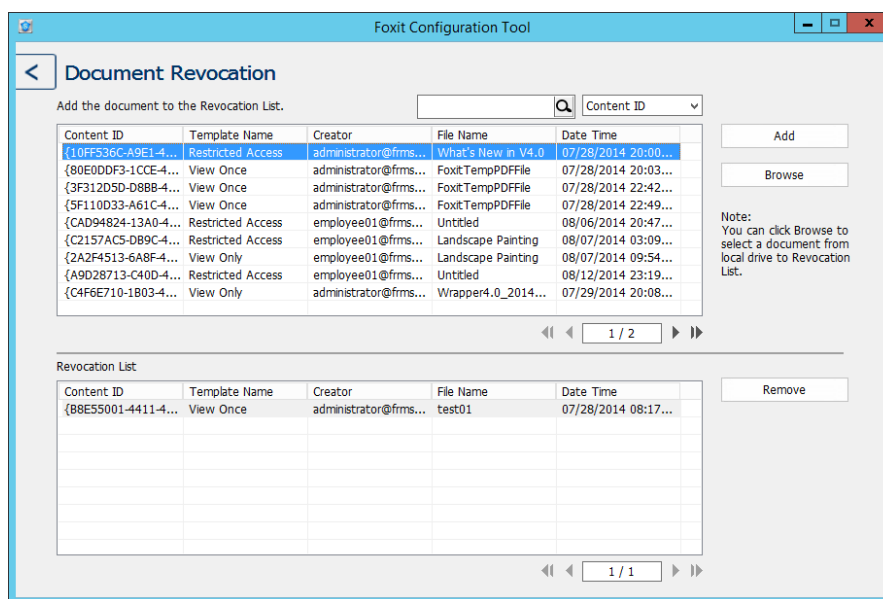 Foxit Configuration Tool
<
Document Revocation
Add the document to the Revocation List.
Content ID
Content ID Template Name Creator File Name Date Time
{10FF536C-A9E1-4... Restricted Access administrator@frms... What's New in V4.0 07/28/2014 20:00...
{80E0DDF3-1CCE-4... View Once administrator@frms... FoxitTempPDFFile 07/28/2014 20:03...
{3F312D5D-D8BB-4... View Once administrator@frms... FoxitTempPDFFile 07/28/2014 22:42...
{5F110D33-A61C-4... View Once administrator@frms... FoxitTempPDFFile 07/28/2014 22:49...
{CAD94824-13A0-4... Restricted Access employee01@frms... Untitled 08/06/2014 20:47...
{C2157AC5-DB9C-4... Restricted Access employee01@frms... Landscape Painting 08/07/2014 03:09...
{2A2F4513-6A8F-4... View Only employee01@frms... Landscape Painting 08/07/2014 09:54...
{A9D28713-C40D-4... Restricted Access employee01@frms... Untitled 08/12/2014 23:19...
{C4F6E710-1B03-4... View Only administrator@frms... Wrapper4.0_2014... 07/29/2014 20:08...
1 / 2
Add
Browse
Note:
You can click Browse to
select a document from
local drive to Revocation
List.
Revocation List
Content ID Template Name Creator File Name Date Time
{B8E55001-4411-4... View Once administrator@frms... test01 07/28/2014 08:17...
Remove
1 / 1